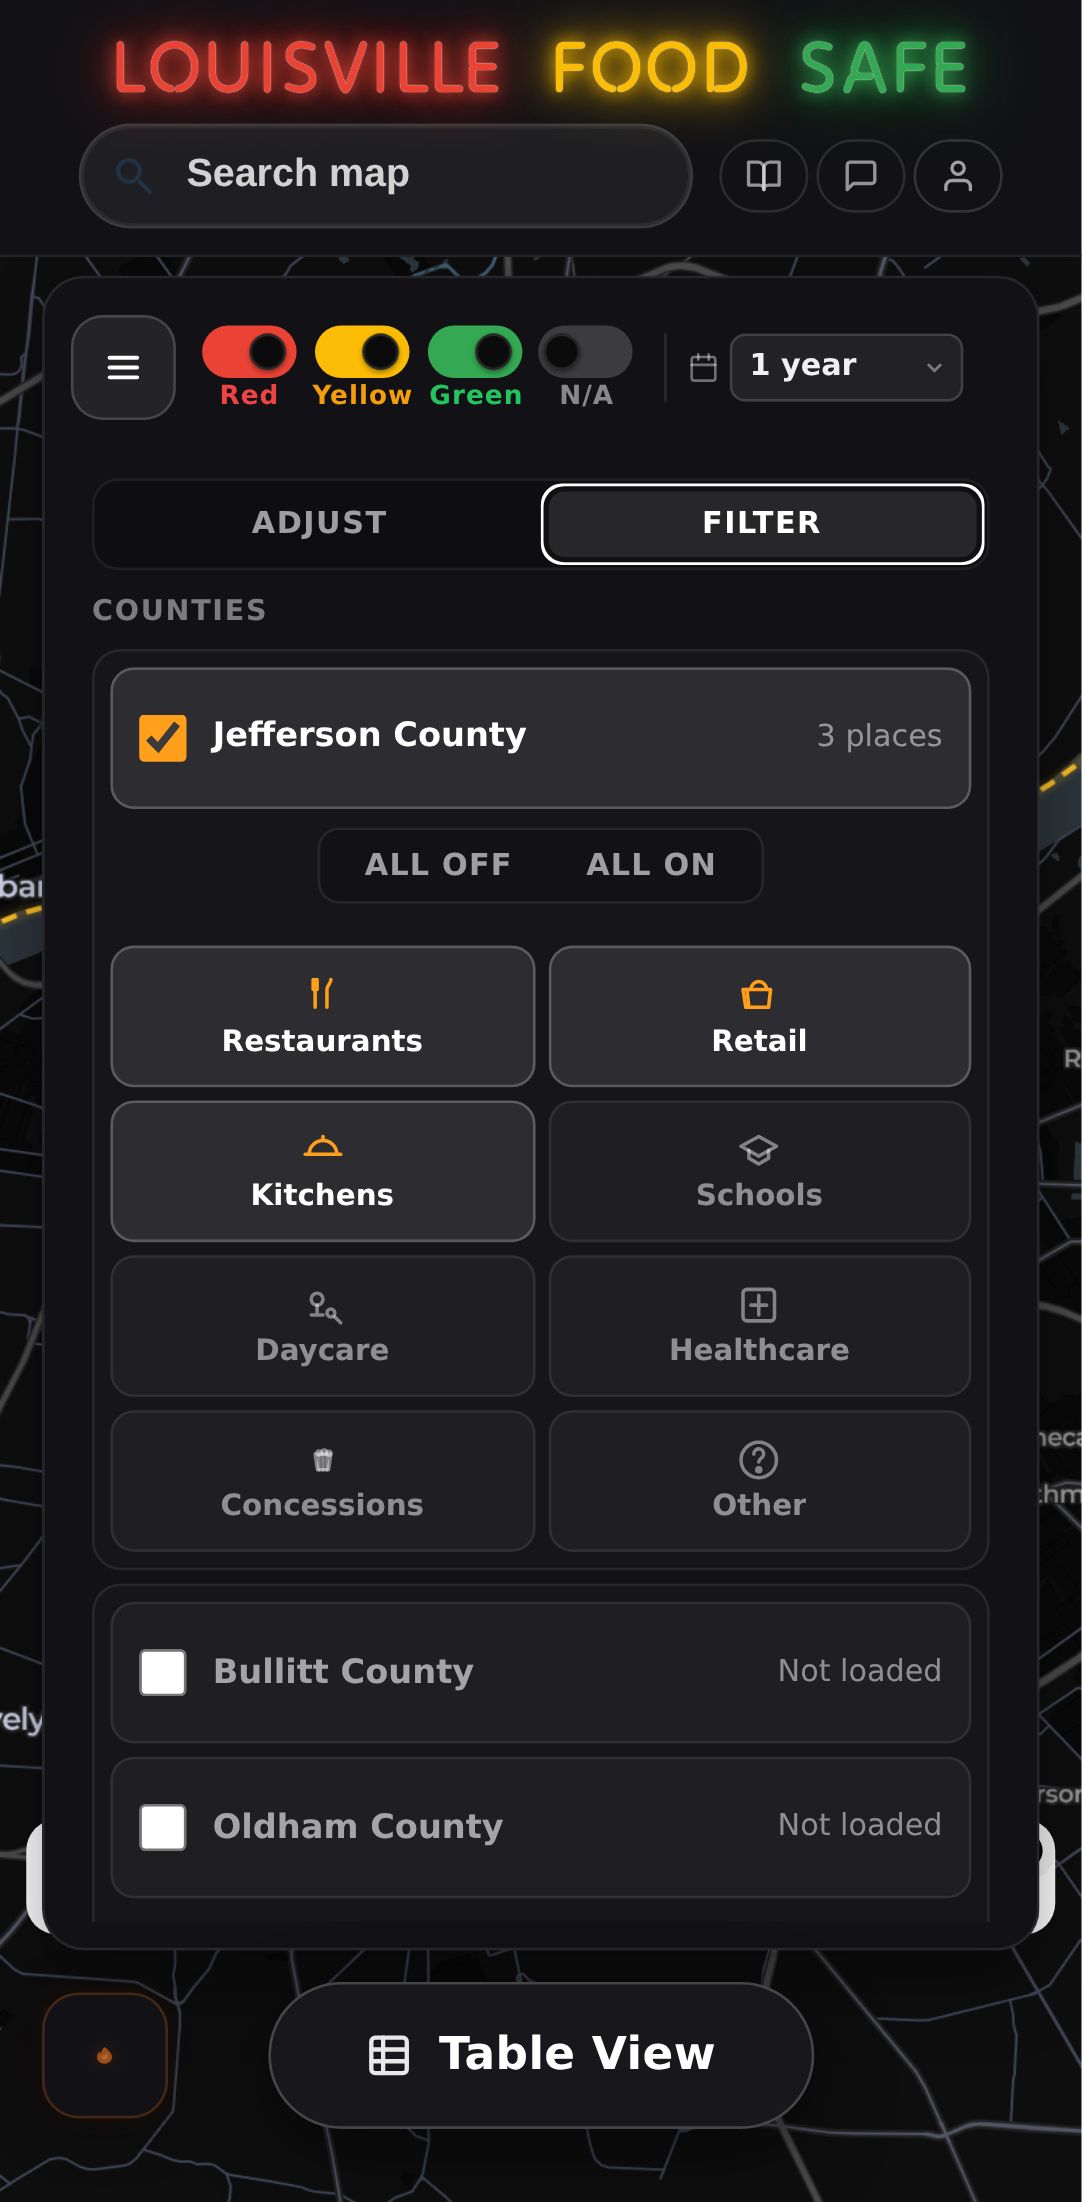 LOUISVILLE FOOD SAFE
Search map
Red Yellow Green N/A
1 year
ADJUST FILTER
COUNTIES
Jefferson County 3 places
ALL OFF ALL ON
Restaurants Retail
Kitchens Schools
Daycare Healthcare
Concessions Other
Bullitt County Not loaded
Oldham County Not loaded
Table View